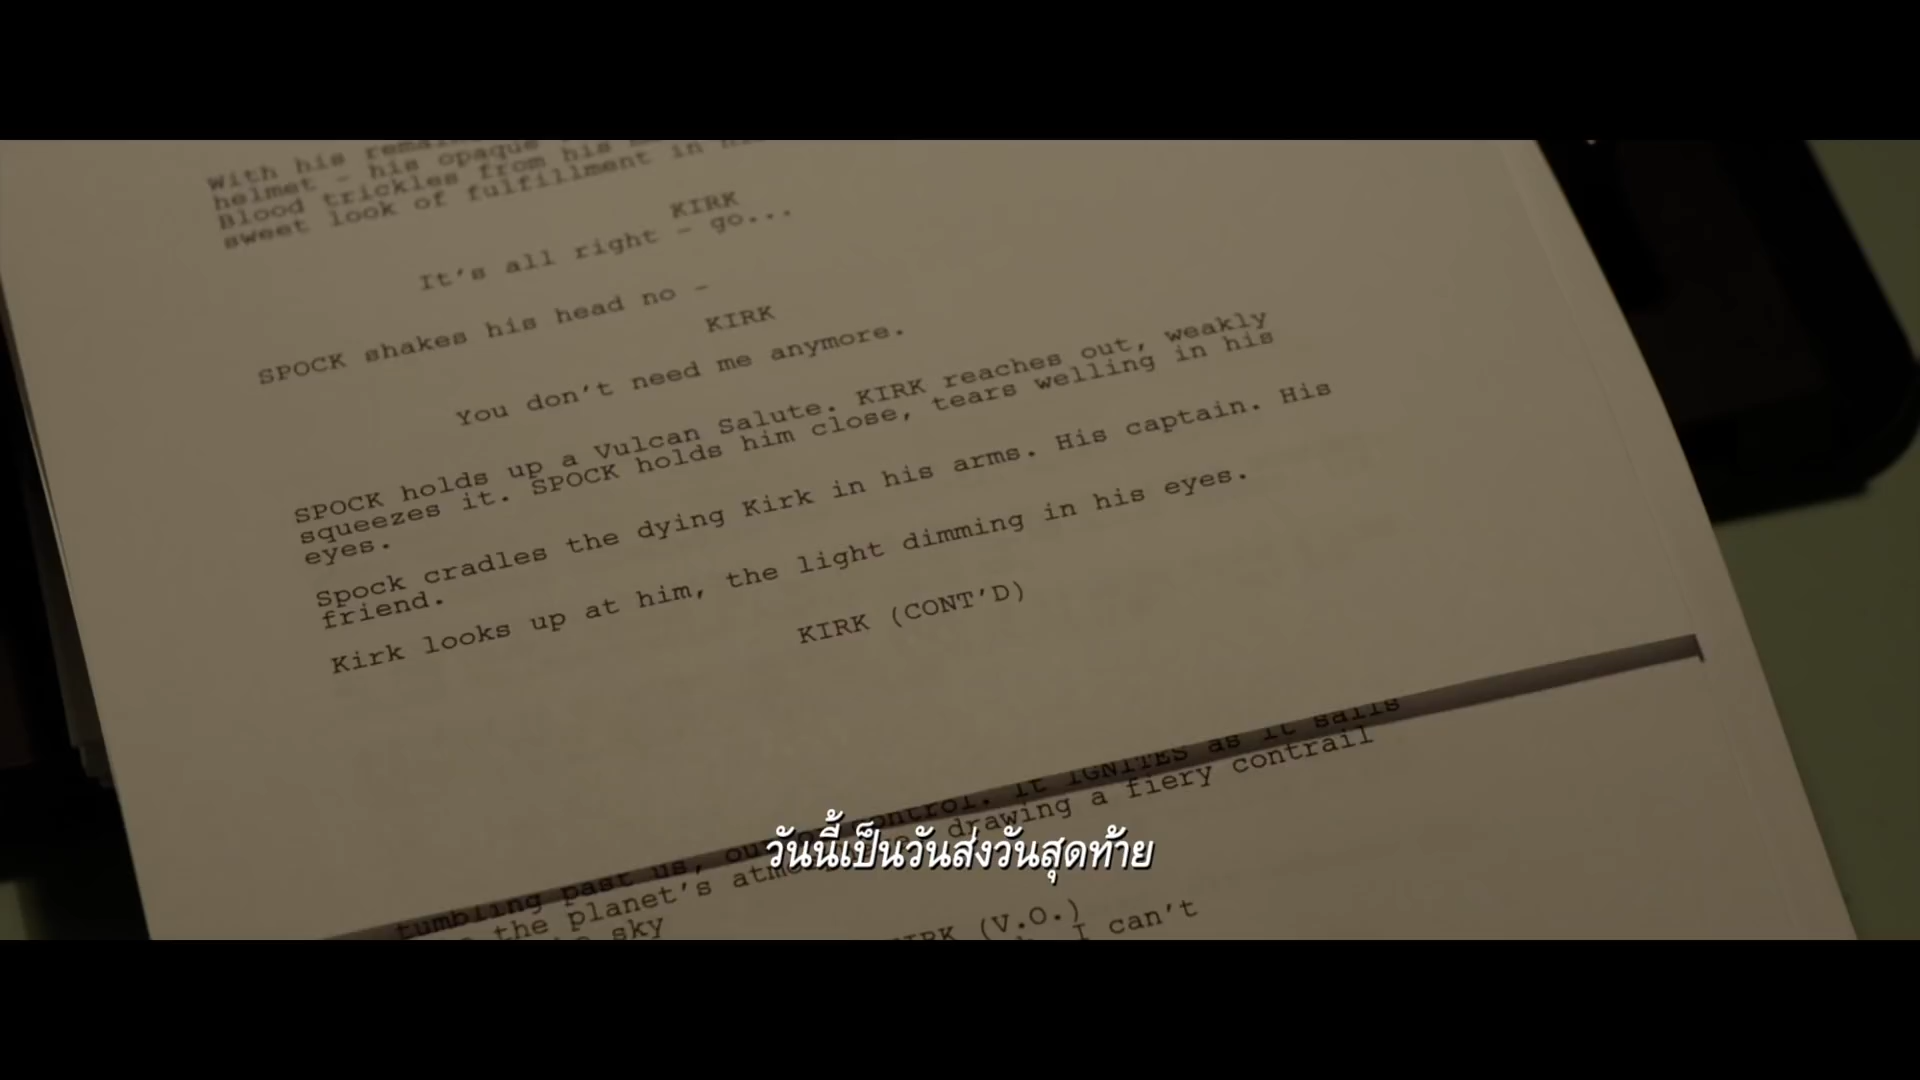 With his
helmet – his opaque
Blood trickles from his
sweet look of fulfillment in
KIRK
It's all right – go...
SPOCK shakes his head no –
KIRK
You don't need me anymore.
SPOCK holds up a Vulcan Salute. KIRK reaches out, weakly
squeezes it. SPOCK holds him close, tears welling in his
eyes.
Spock cradles the dying Kirk in his arms. His captain. His
friend.
Kirk looks up at him, the light dimming in his eyes.
KIRK (CONT'D)
tumbling past us, control. It IGNITES as it sails
the planet's drawing a fiery contrail
sky
(V.O.)
I can't
วันนี้เป็นวันส่งวันสุดท้าย